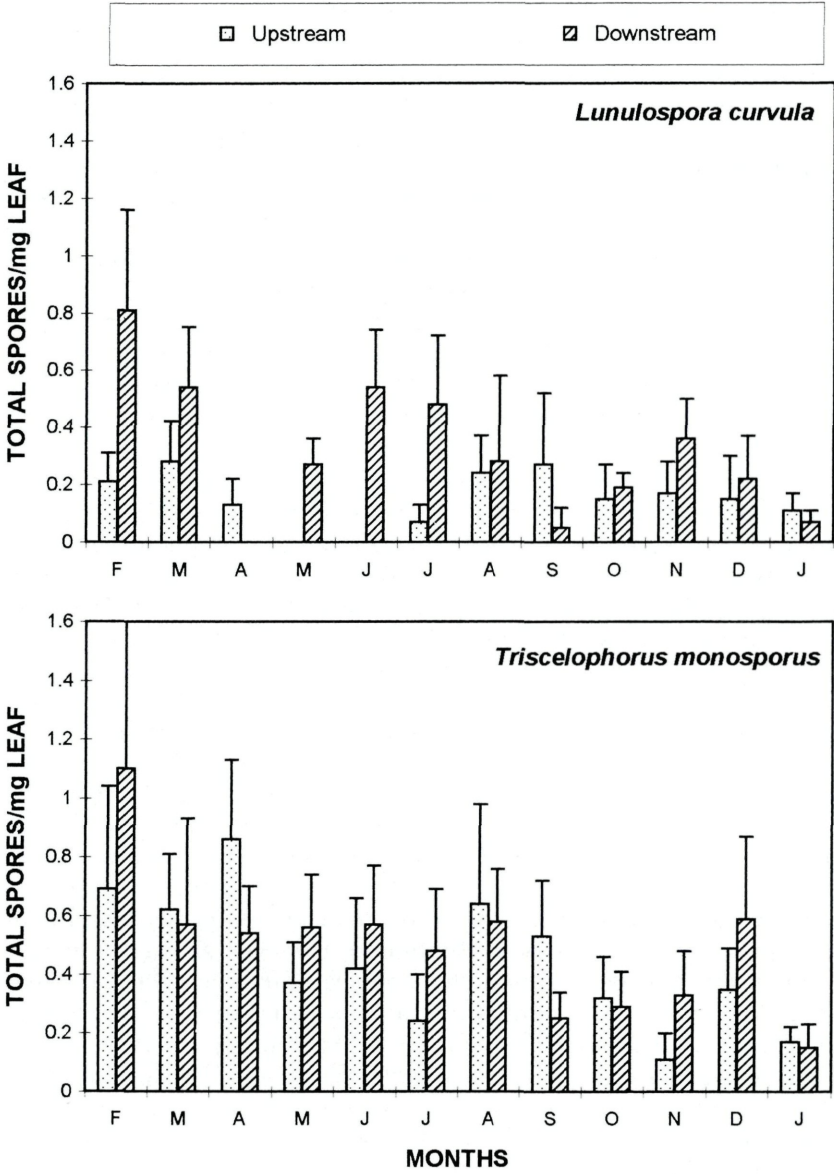 Upstream Downstream
Lunulospora curvula
TOTAL SPORES/mg LEAF
1.6
1.4
1.2
1
0.8
0.6
0.4
0.2
0
F M A M J J A S O N D J
Triscelophorus monosporus
TOTAL SPORES/mg LEAF
1.6
1.4
1.2
1
0.8
0.6
0.4
0.2
0
F M A M J J A S O N D J
MONTHS